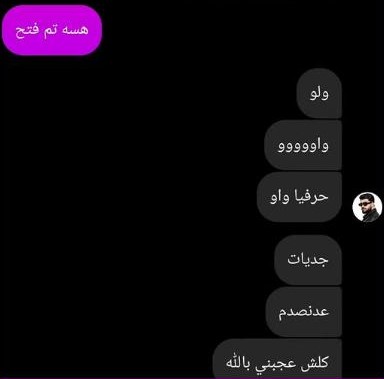 هسه تم فتح
ولو
واوووووو
حرفيا واو
جديات
عدنصدم
كلش عجبني بالله